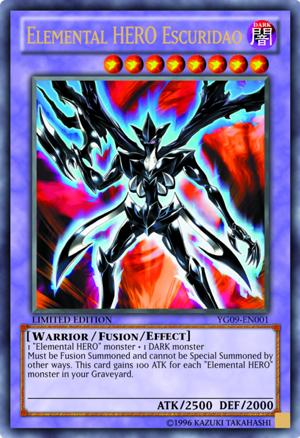 ELEMENTAL HERO ESCURIDAO
DARK
闇
LIMITED EDITION
YG09-EN001
[WARRIOR/FUSION/EFFECT]
1 "Elemental HERO" monster + 1 DARK monster
Must be Fusion Summoned and cannot be Special Summoned by
other ways. This card gains 100 ATK for each "Elemental HERO"
monster in your Graveyard.
ATK/2500 DEF/2000
©1996 KAZUKI TAKAHASHI